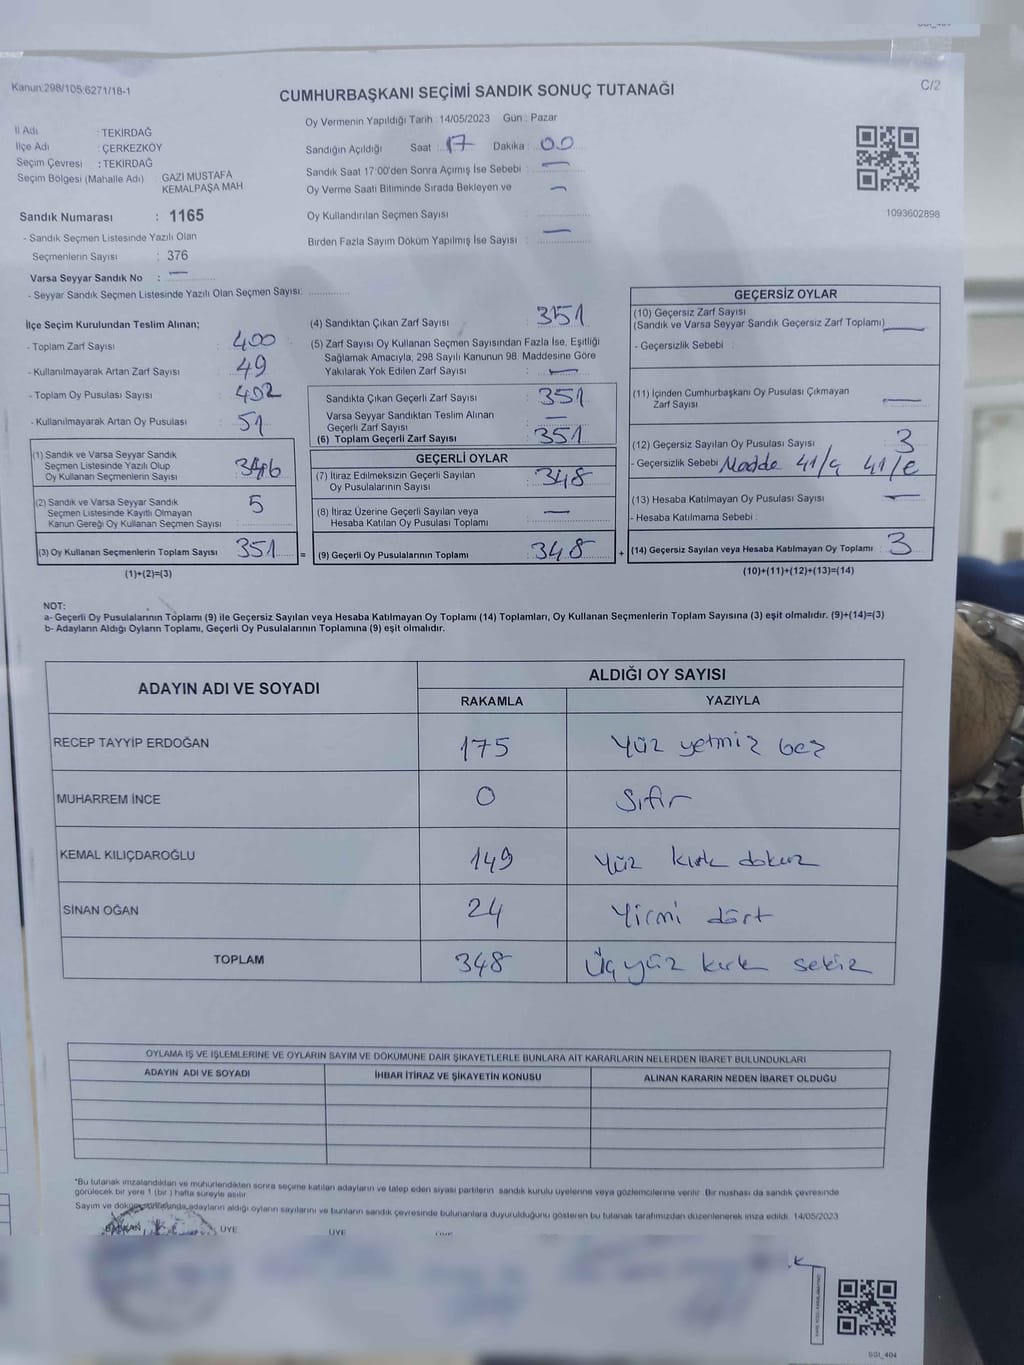 Kanun:298/105;6271/18-1
C/2
CUMHURBAŞKANI SEÇİMİ SANDIK SONUÇ TUTANAĞI
Oy Vermenin Yapıldığı Tarih : 14/05/2023 Gün : Pazar
İl Adı : TEKİRDAĞ
İlçe Adı : ÇERKEZKÖY
Seçim Çevresi : TEKİRDAĞ
Seçim Bölgesi (Mahalle Adı) : GAZİ MUSTAFA
KEMALPAŞA MAH.
Sandığın Açıldığı Saat : 17 Dakika : 00
Sandık Saat 17:00'den Sonra Açımış İse Sebebi : —
Oy Verme Saati Bitiminde Sırada Bekleyen ve —
Oy Kullandırılan Seçmen Sayısı :
Birden Fazla Sayım Döküm Yapılmış İse Sayısı : —
1093602898
Sandık Numarası : 1165
- Sandık Seçmen Listesinde Yazılı Olan
Seçmenlerin Sayısı : 376
Varsa Seyyar Sandık No : —
- Seyyar Sandık Seçmen Listesinde Yazılı Olan Seçmen Sayısı:
İlçe Seçim Kurulundan Teslim Alınan;
- Toplam Zarf Sayısı : 400
- Kullanılmayarak Artan Zarf Sayısı : 49
- Toplam Oy Pusulası Sayısı : 402
- Kullanılmayarak Artan Oy Pusulası : 51
(1) Sandık ve Varsa Seyyar Sandık
Seçmen Listesinde Yazılı Olup
Oy Kullanan Seçmenlerin Sayısı : 346
(2) Sandık ve Varsa Seyyar Sandık
Seçmen Listesinde Kayıtlı Olmayan
Kanun Gereği Oy Kullanan Seçmen Sayısı : 5
(3) Oy Kullanan Seçmenlerin Toplam Sayısı : 351
(1)+(2)=(3)
(4) Sandıktan Çıkan Zarf Sayısı : 351
(5) Zarf Sayısı Oy Kullanan Seçmen Sayısından Fazla İse, Eşitliği
Sağlamak Amacıyla, 298 Sayılı Kanunun 98. Maddesine Göre
Yakılarak Yok Edilen Zarf Sayısı : —
Sandıkta Çıkan Geçerli Zarf Sayısı : 351
Varsa Seyyar Sandıktan Teslim Alınan
Geçerli Zarf Sayısı : —
(6) Toplam Geçerli Zarf Sayısı : 351
GEÇERLİ OYLAR
(7) İtiraz Edilmeksizin Geçerli Sayılan
Oy Pusulalarının Sayısı : 348
(8) İtiraz Üzerine Geçerli Sayılan veya
Hesaba Katılan Oy Pusulası Toplamı : —
= (9) Geçerli Oy Pusulalarının Toplamı : 348
GEÇERSİZ OYLAR
(10) Geçersiz Zarf Sayısı
(Sandık ve Varsa Seyyar Sandık Geçersiz Zarf Toplamı) —
- Geçersizlik Sebebi :
(11) İçinden Cumhurbaşkanı Oy Pusulası Çıkmayan
Zarf Sayısı : —
(12) Geçersiz Sayılan Oy Pusulası Sayısı : 3
- Geçersizlik Sebebi : Madde 41/a 41/e
(13) Hesaba Katılmayan Oy Pusulası Sayısı : —
- Hesaba Katılmama Sebebi :
+ (14) Geçersiz Sayılan veya Hesaba Katılmayan Oy Toplamı : 3
(10)+(11)+(12)+(13)=(14)
NOT:
a- Geçerli Oy Pusulalarının Toplamı (9) ile Geçersiz Sayılan veya Hesaba Katılmayan Oy Toplamı (14) Toplamları, Oy Kullanan Seçmenlerin Toplam Sayısına (3) eşit olmalıdır. (9)+(14)=(3)
b- Adayların Aldığı Oyların Toplamı, Geçerli Oy Pusulalarının Toplamına (9) eşit olmalıdır.
ADAYIN ADI VE SOYADI
ALDIĞI OY SAYISI
RAKAMLA YAZIYLA
RECEP TAYYİP ERDOĞAN 175 Yüz yetmiş beş
MUHARREM İNCE 0 Sıfır
KEMAL KILIÇDAROĞLU 149 Yüz kırk dokuz
SİNAN OĞAN 24 Yirmi dört
TOPLAM 348 Üçyüz kırk sekiz
OYLAMA İŞ VE İŞLEMLERİNE VE OYLARIN SAYIM VE DÖKÜMÜNE DAİR ŞİKAYETLERLE BUNLARA AİT KARARLARIN NELERDEN İBARET BULUNDUKLARI
ADAYIN ADI VE SOYADI İHBAR İTİRAZ VE ŞİKAYETİN KONUSU ALINAN KARARIN NEDEN İBARET OLDUĞU
*Bu tutanak imzalandıktan ve mühürlendikten sonra seçime katılan adayların ve talep eden siyasi partilerin sandık kurulu üyelerine veya gözlemcilerine verilir. Bir nüshası da sandık çevresinde
görülecek bir yere 1 (bir ) hafta süreyle asılır.
Sayım ve döküm sonucunda adayların aldığı oyların sayılarını ve bunların sandık çevresinde bulunanlara duyurulduğunu gösteren bu tutanak tarafımızdan düzenlenerek imza edildi. 14/05/2023
BAŞKAN ÜYE ÜYE